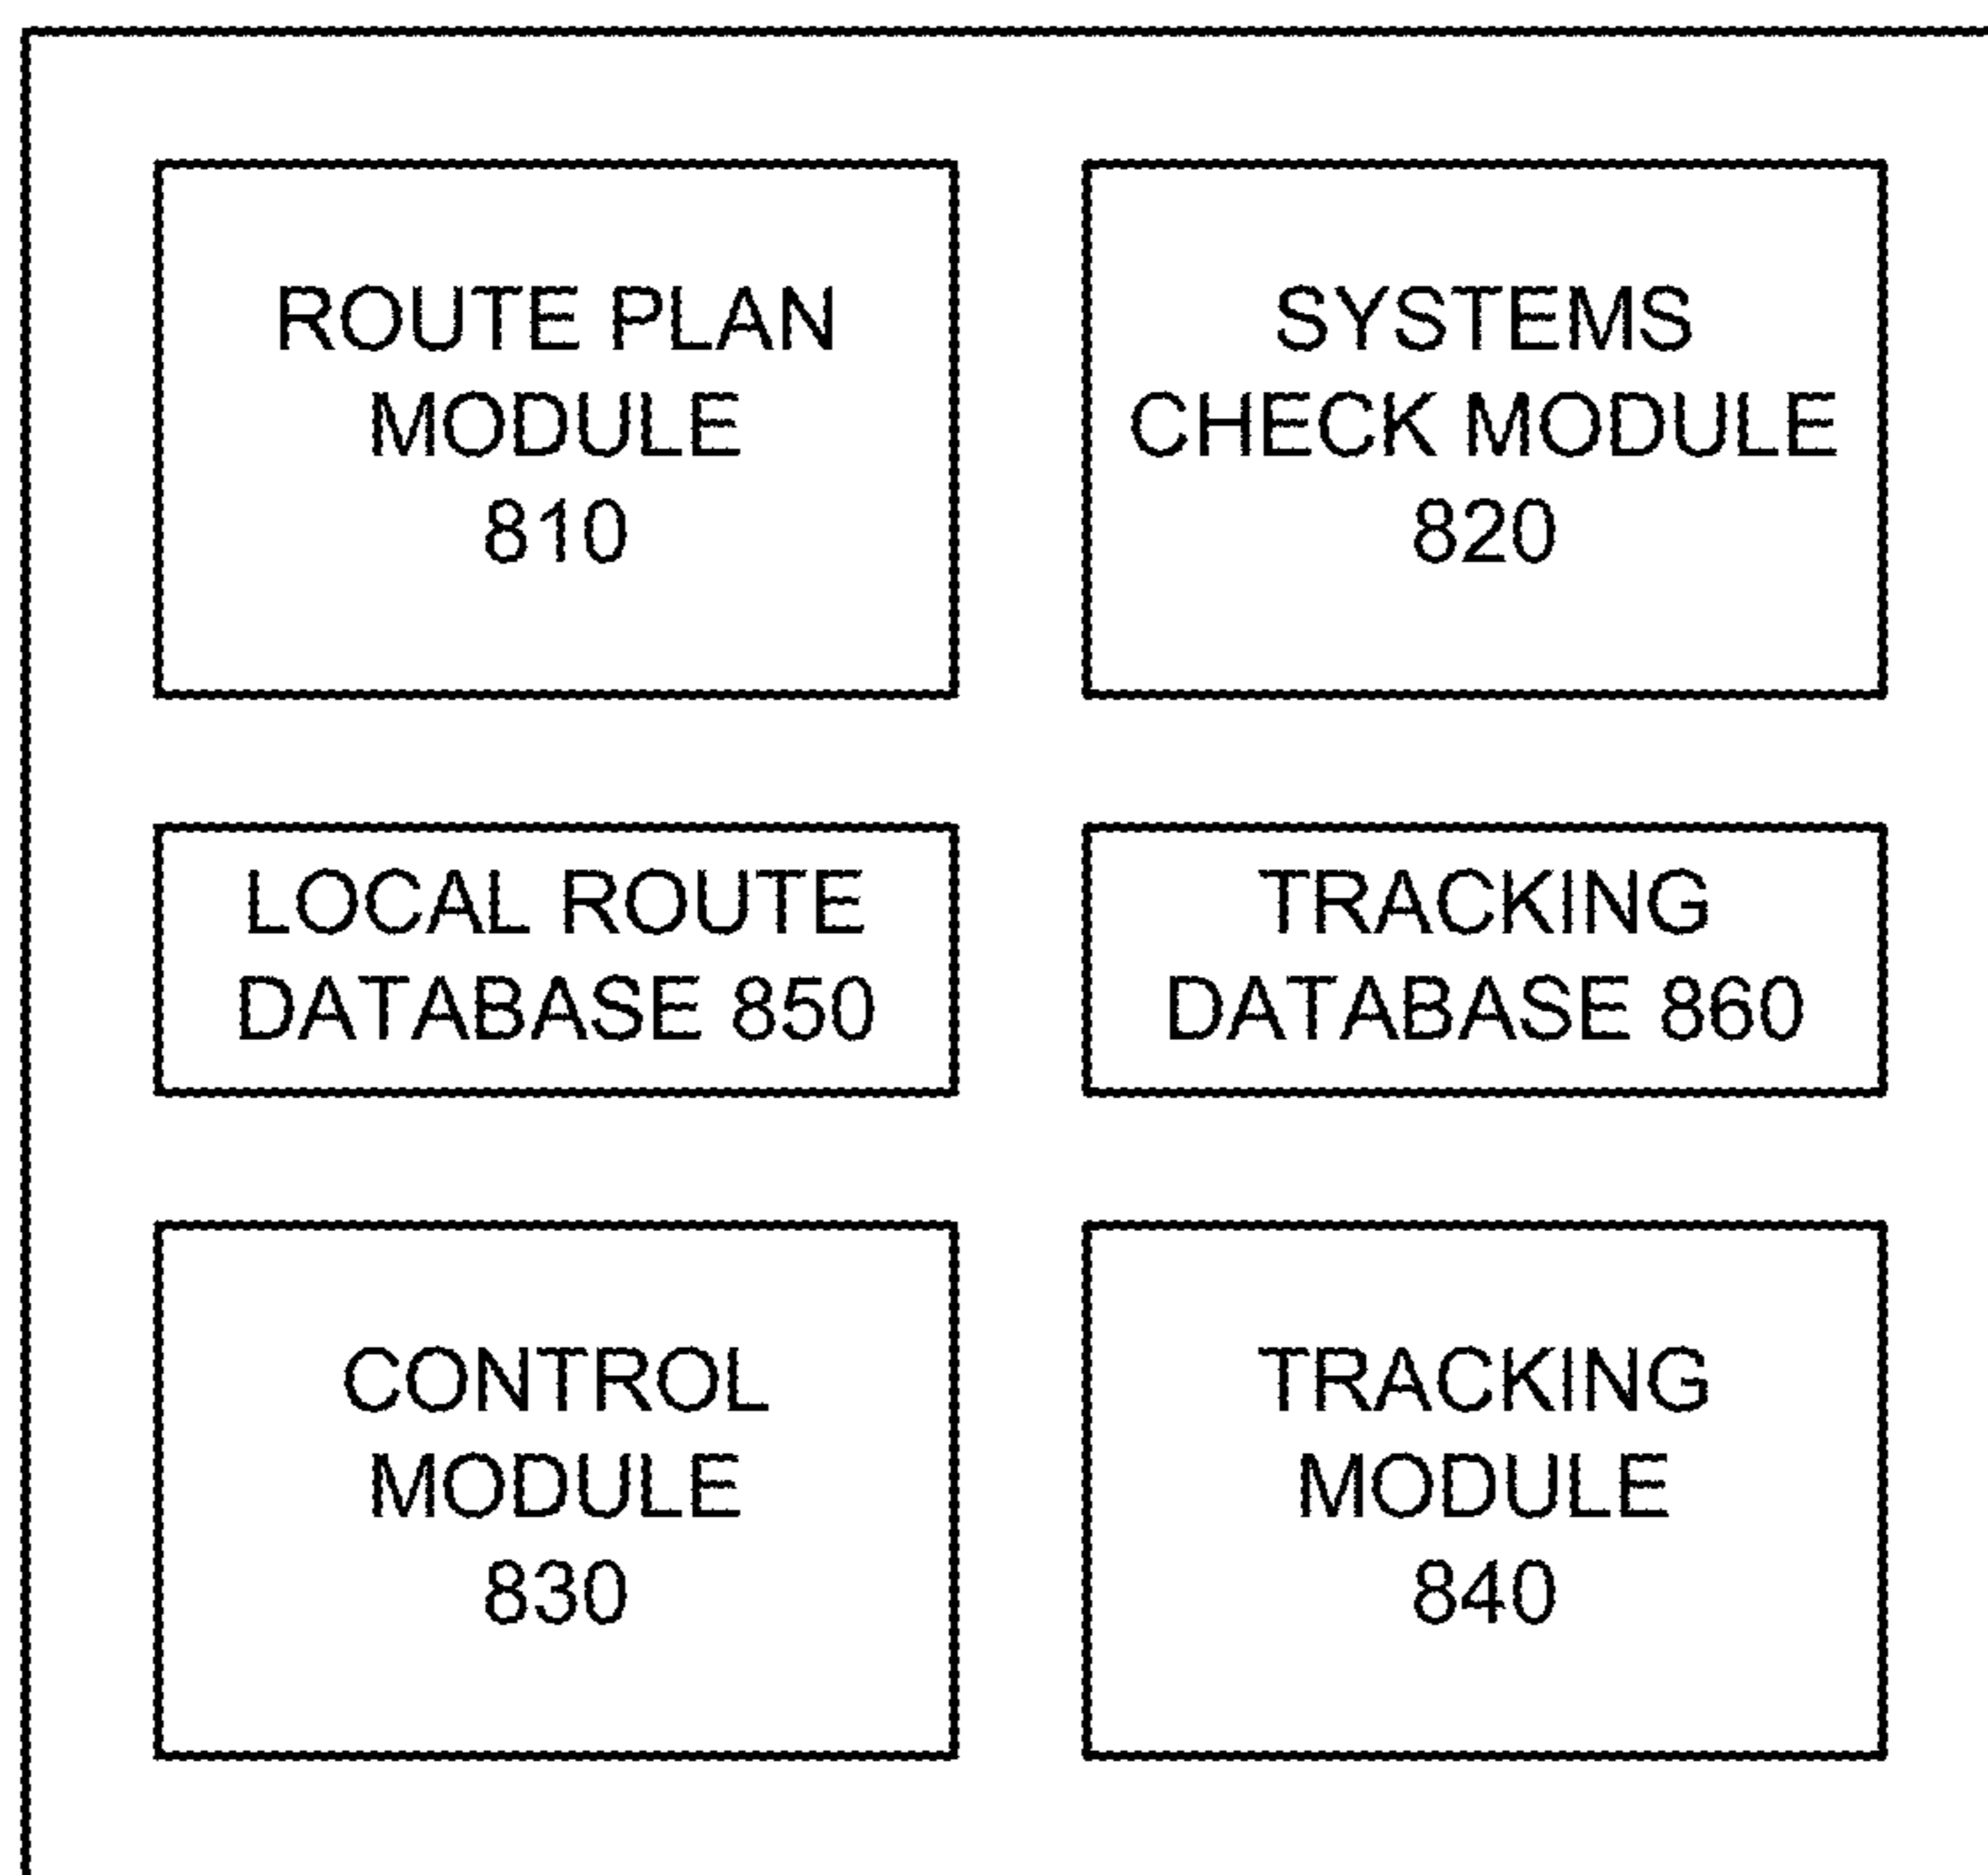 ROUTE PLAN
MODULE
810
SYSTEMS
CHECK MODULE
820
LOCAL ROUTE
DATABASE 850
TRACKING
DATABASE 860
CONTROL
MODULE
830
TRACKING
MODULE
840